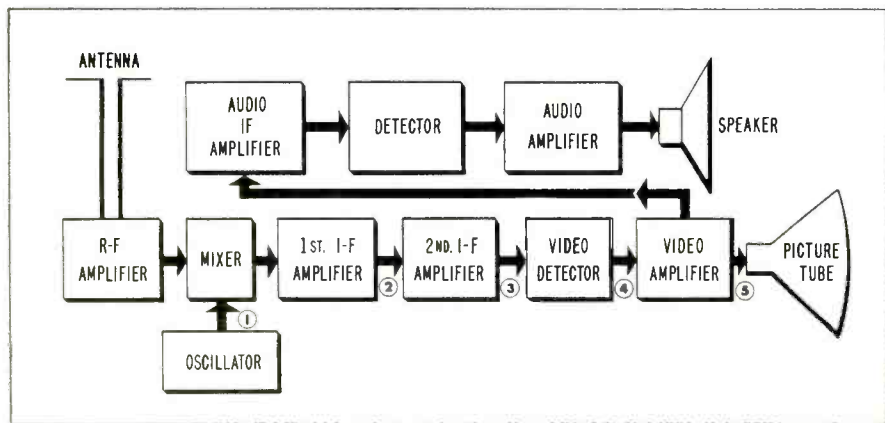 ANTENNA
AUDIO
IF
AMPLIFIER
DETECTOR
AUDIO
AMPLIFIER
SPEAKER
R-F
AMPLIFIER
MIXER
1ST. I-F
AMPLIFIER
2
2ND. I-F
AMPLIFIER
3
VIDEO
DETECTOR
4
VIDEO
AMPLIFIER
5
PICTURE
TUBE
1
OSCILLATOR